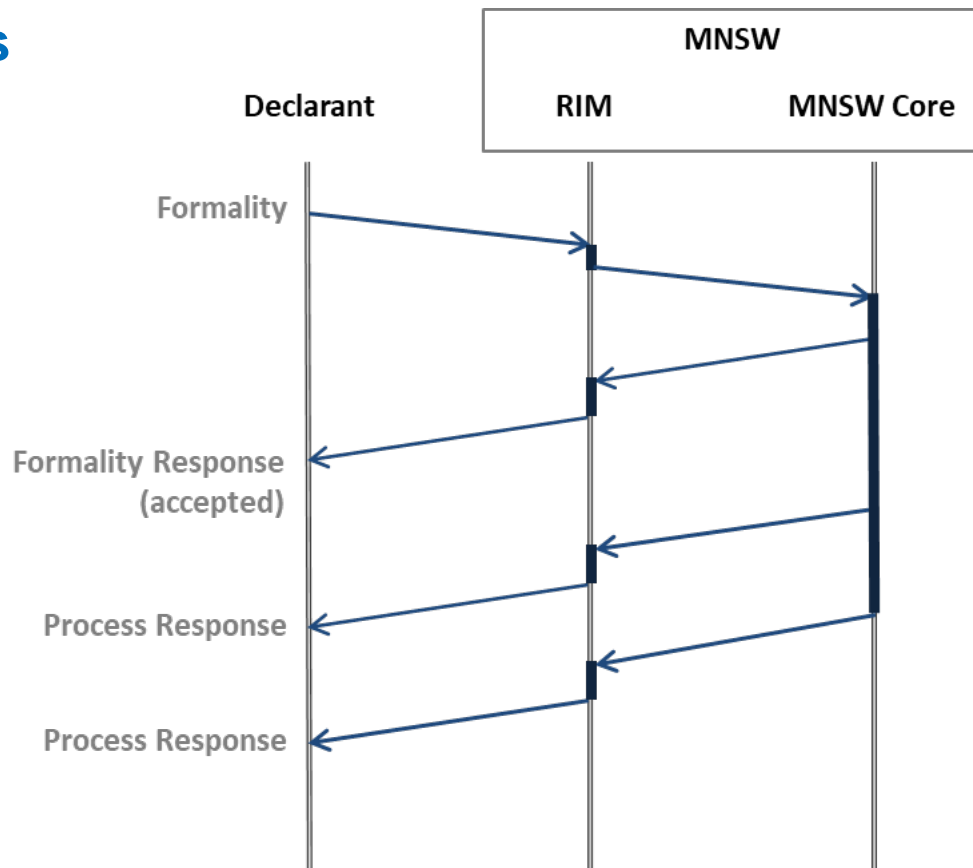 s
MNSW
Declarant
RIM
MNSW Core
Formality
Formality Response
(accepted)
Process Response
Process Response